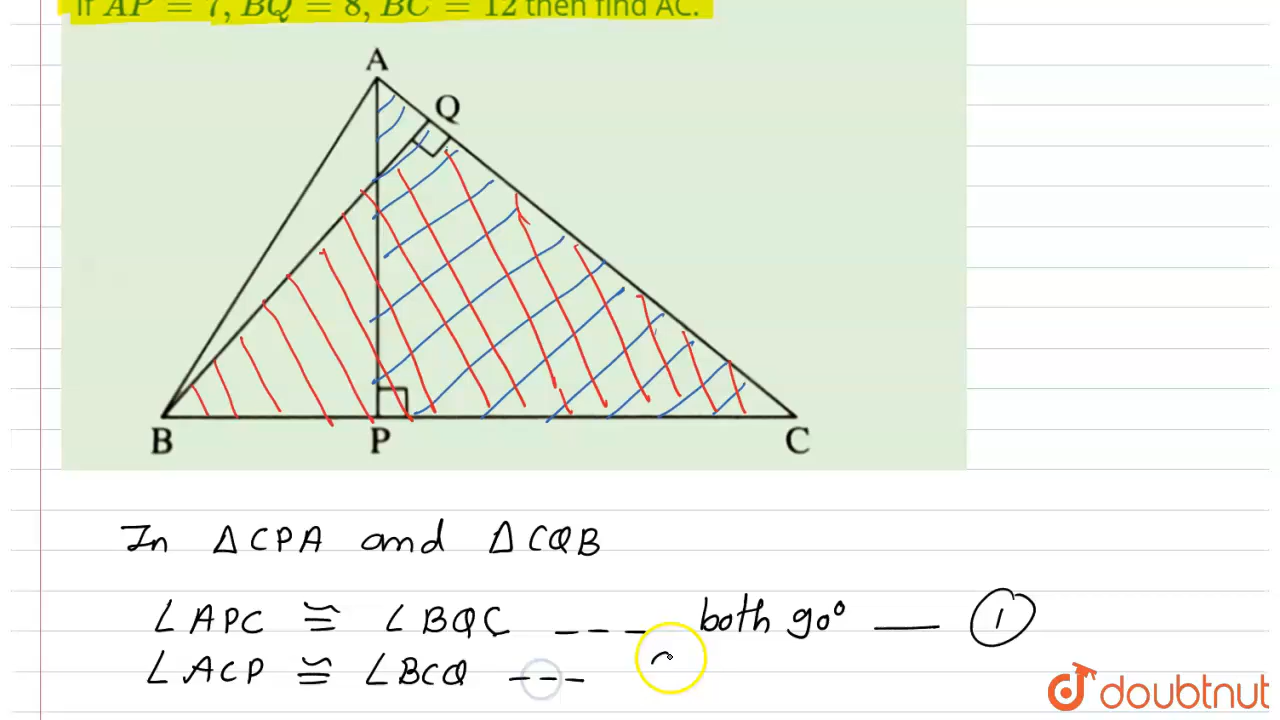 If AP = 7, BQ = 8, BC = 12 then find AC.
A
Q
B
P
C
In ΔCPA and ΔCQB
∠APC ≅ ∠BQC --- both 90° — ①
∠ACP ≅ ∠BCQ ---
doubtnut